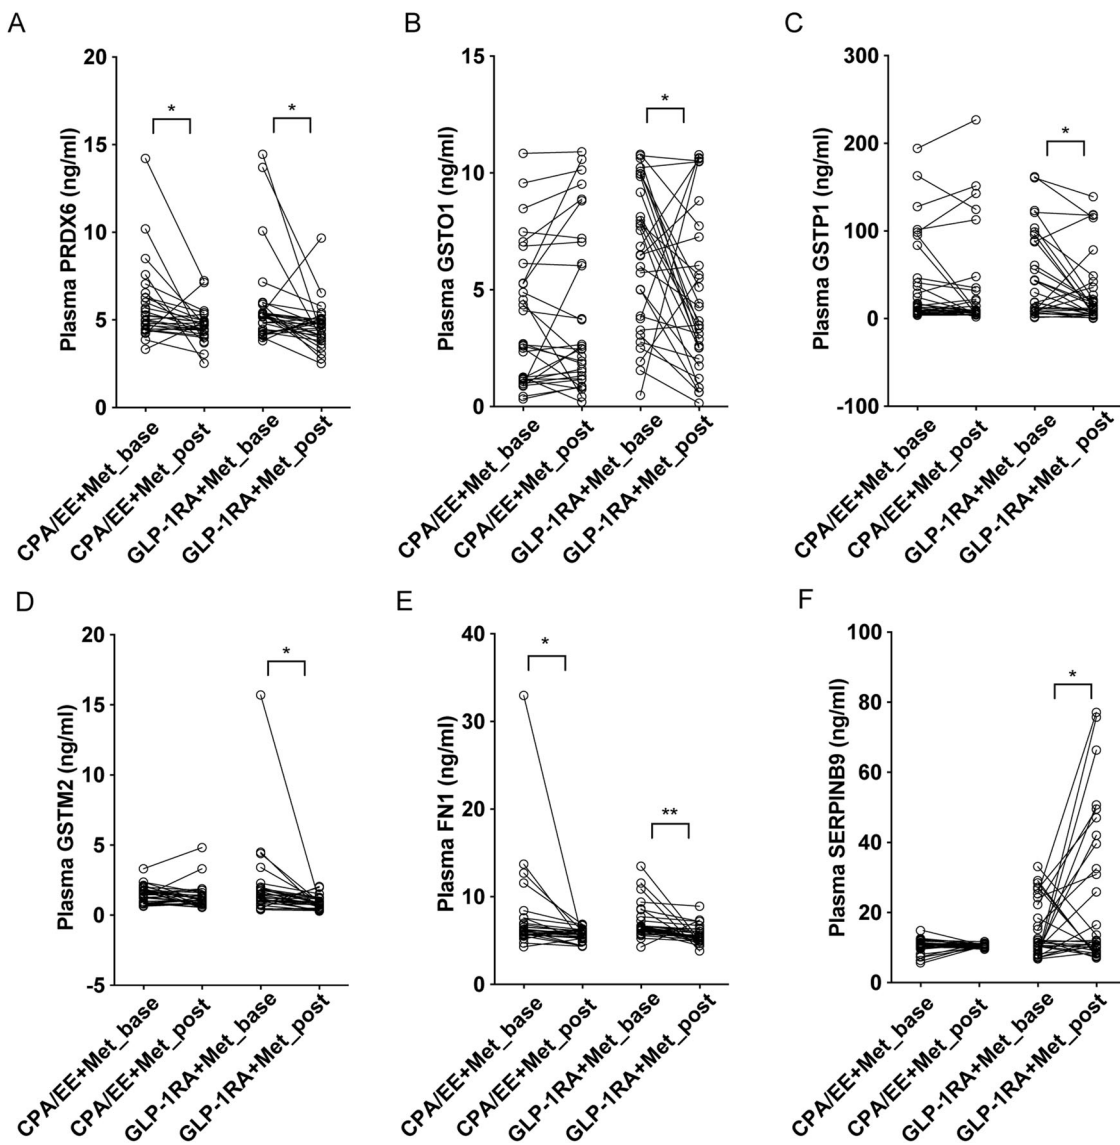 A
Plasma PRDX6 (ng/ml)
20
15
10
5
0
*
*
CPA/EE+Met_base
CPA/EE+Met_post
GLP-1RA+Met_base
GLP-1RA+Met_post
B
Plasma GSTO1 (ng/ml)
15
10
5
0
*
CPA/EE+Met_base
CPA/EE+Met_post
GLP-1RA+Met_base
GLP-1RA+Met_post
C
Plasma GSTP1 (ng/ml)
300
200
100
0
-100
*
CPA/EE+Met_base
CPA/EE+Met_post
GLP-1RA+Met_base
GLP-1RA+Met_ post
D
Plasma GSTM2 (ng/ml)
20
15
10
5
0
-5
*
CPA/EE+Met_base
CPA/EE+Met_post
GLP-1RA+Met_base
GLP-1RA+Met_post
E
Plasma FN1 (ng/ml)
40
30
20
10
0
*
**
CPA/EE+Met_base
CPA/EE+Met_post
GLP-1RA+Met_base
GLP-1RA+Met_post
F
Plasma SERPINB9 (ng/ml)
100
80
60
40
20
0
*
CPA/EE+Met_base
CPA/EE+Met_post
GLP-1RA+Met_base
GLP-1RA+Met_post